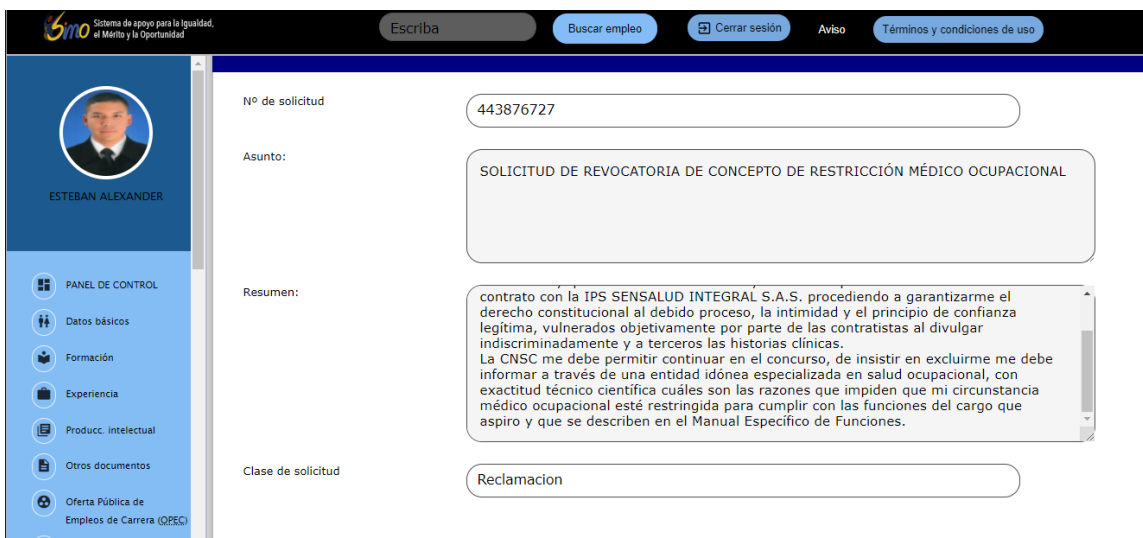 Simo Sistema de apoyo para la Igualdad,
el Mérito y la Oportunidad
Escriba
Buscar empleo
Cerrar sesión
Aviso
Términos y condiciones de uso
ESTEBAN ALEXANDER
PANEL DE CONTROL
Datos básicos
Formación
Experiencia
Producc. intelectual
Otros documentos
Oferta Pública de
Empleos de Carrera (OPEC)
Nº de solicitud
443876727
Asunto:
SOLICITUD DE REVOCATORIA DE CONCEPTO DE RESTRICCIÓN MÉDICO OCUPACIONAL
Resumen:
contrato con la IPS SENSALUD INTEGRAL S.A.S. procediendo a garantizarme el
derecho constitucional al debido proceso, la intimidad y el principio de confianza
legítima, vulnerados objetivamente por parte de las contratistas al divulgar
indiscriminadamente y a terceros las historias clínicas.
La CNSC me debe permitir continuar en el concurso, de insistir en excluirme me debe
informar a través de una entidad idónea especializada en salud ocupacional, con
exactitud técnico científica cuáles son las razones que impiden que mi circunstancia
médico ocupacional esté restringida para cumplir con las funciones del cargo que
aspiro y que se describen en el Manual Específico de Funciones.
Clase de solicitud
Reclamacion